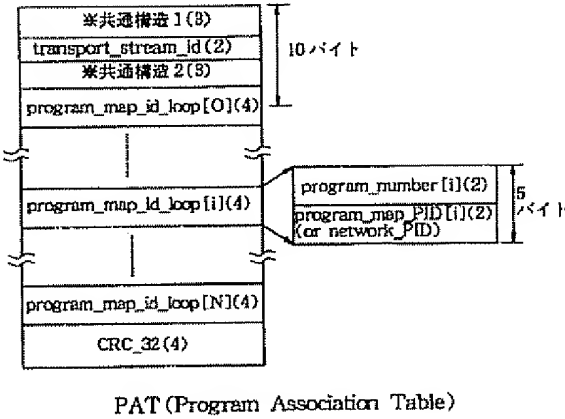 ※共通構造1(3)
transport_stream_id(2)
※共通構造2(3)
program_map_id_loop[0](4)
10バイト
program_map_id_loop[i](4)
program_number[i](2)
program_map_PID[i](2)
(or network_PID)
5
バイト
program_map_id_loop[N](4)
CRC_32(4)
PAT(Program Association Table)